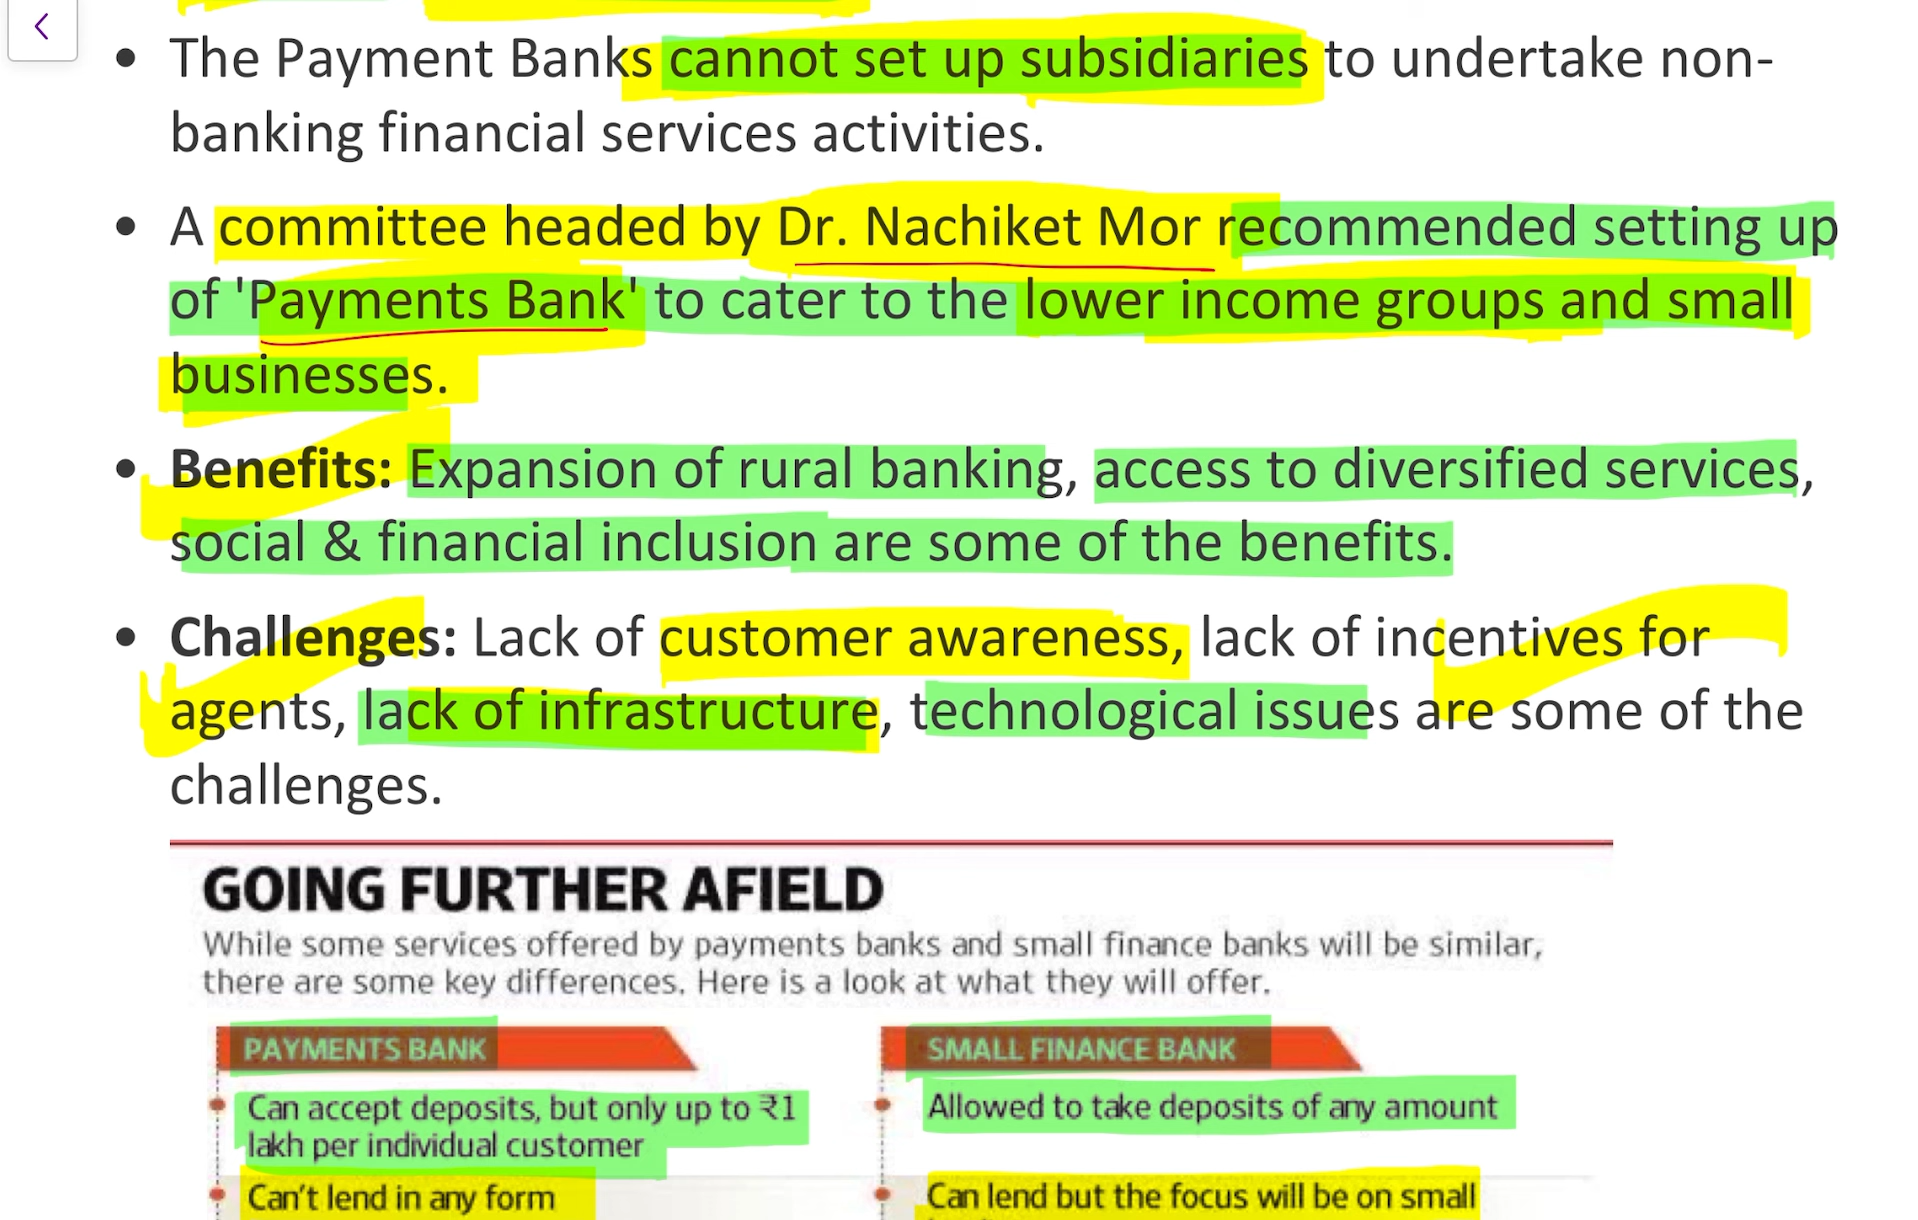 • The Payment Banks cannot set up subsidiaries to undertake non-
banking financial services activities.
• A committee headed by Dr. Nachiket Mor recommended setting up
of 'Payments Bank' to cater to the lower income groups and small
businesses.
• Benefits: Expansion of rural banking, access to diversified services,
social & financial inclusion are some of the benefits.
• Challenges: Lack of customer awareness, lack of incentives for
agents, lack of infrastructure, technological issues are some of the
challenges.
GOING FURTHER AFIELD
While some services offered by payments banks and small finance banks will be similar,
there are some key differences. Here is a look at what they will offer.
PAYMENTS BANK
Can accept deposits, but only up to ₹1
lakh per individual customer
Can't lend in any form
SMALL FINANCE BANK
Allowed to take deposits of any amount
Can lend but the focus will be on small